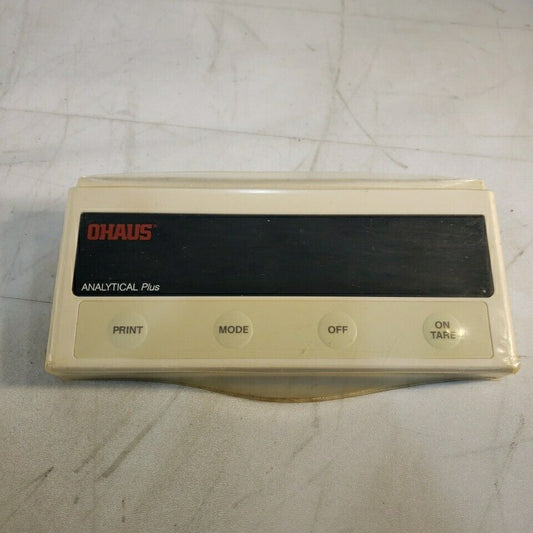 OHAUS
ANALYTICAL Plus
PRINT
MODE
OFF
ON
TARE